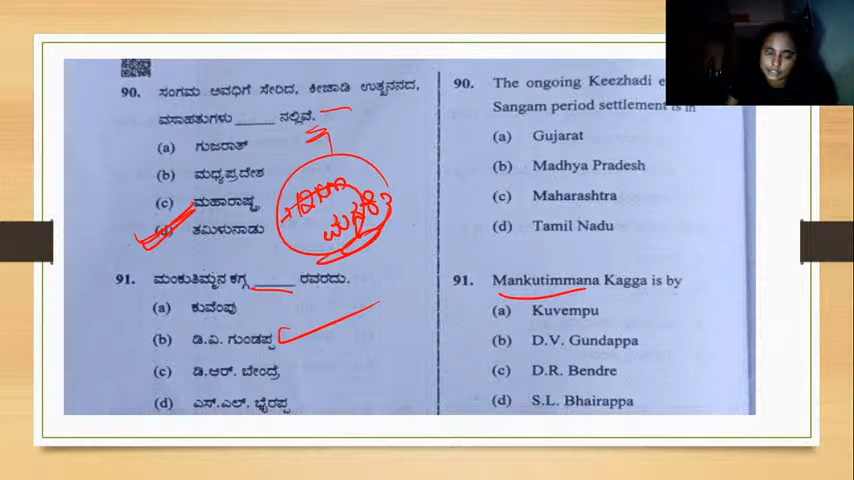 90. ಸಂಗಮ ಅವಧಿಗೆ ಸೇರಿದ, ಕೀಚಾಡಿ ಉತ್ಖನನದ,
ವಸಾಹತುಗಳು _____ ನಲ್ಲಿವೆ.
(a) ಗುಜರಾತ್
(b) ಮಧ್ಯಪ್ರದೇಶ
(c) ಮಹಾರಾಷ್ಟ್ರ
(d) ತಮಿಳುನಾಡು
91. ಮಂಕುತಿಮ್ಮನ ಕಗ್ಗ _____ ರವರದು.
(a) ಕುವೆಂಪು
(b) ಡಿ.ವಿ. ಗುಂಡಪ್ಪ
(c) ಡಿ.ಆರ್. ಬೇಂದ್ರೆ
(d) ಎಸ್.ಎಲ್. ಭೈರಪ್ಪ
90. The ongoing Keezhadi
Sangam period settlement is in
(a) Gujarat
(b) Madhya Pradesh
(c) Maharashtra
(d) Tamil Nadu
91. Mankutimmana Kagga is by
(a) Kuvempu
(b) D.V. Gundappa
(c) D.R. Bendre
(d) S.L. Bhairappa